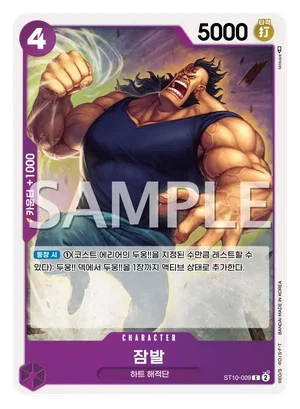 4
5000
타격
打
카운터 +1000
SAMPLE
등장 시 ①(코스트 에리어의 두웅!!을 지정된 수만큼 레스트할 수
있다): 두웅!! 덱에서 두웅!!을 1장까지 액티브 상태로 추가한다.
CHARACTER
잠발
하트 해적단
ST10-009
BANDAI MADE IN KOREA